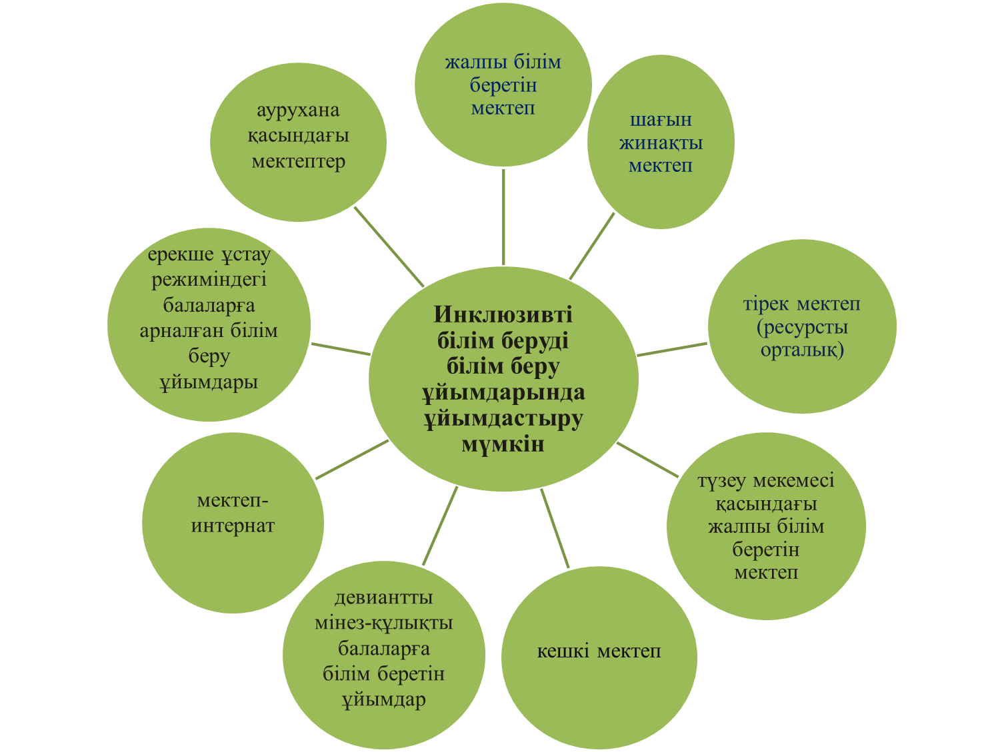 жалпы білім
беретін
мектеп
шағын
жинақты
мектеп
тірек мектеп
(ресурсты
орталық)
түзеу мекемесі
қасындағы
жалпы білім
беретін
мектеп
кешкі мектеп
девиантты
мінез-құлықты
балаларға
білім беретін
ұйымдар
мектеп-
интернат
ерекше ұстау
режиміндегі
балаларға
арналған білім
беру
ұйымдары
аурухана
қасындағы
мектептер
Инклюзивті
білім беруді
білім беру
ұйымдарында
ұйымдастыру
мүмкін